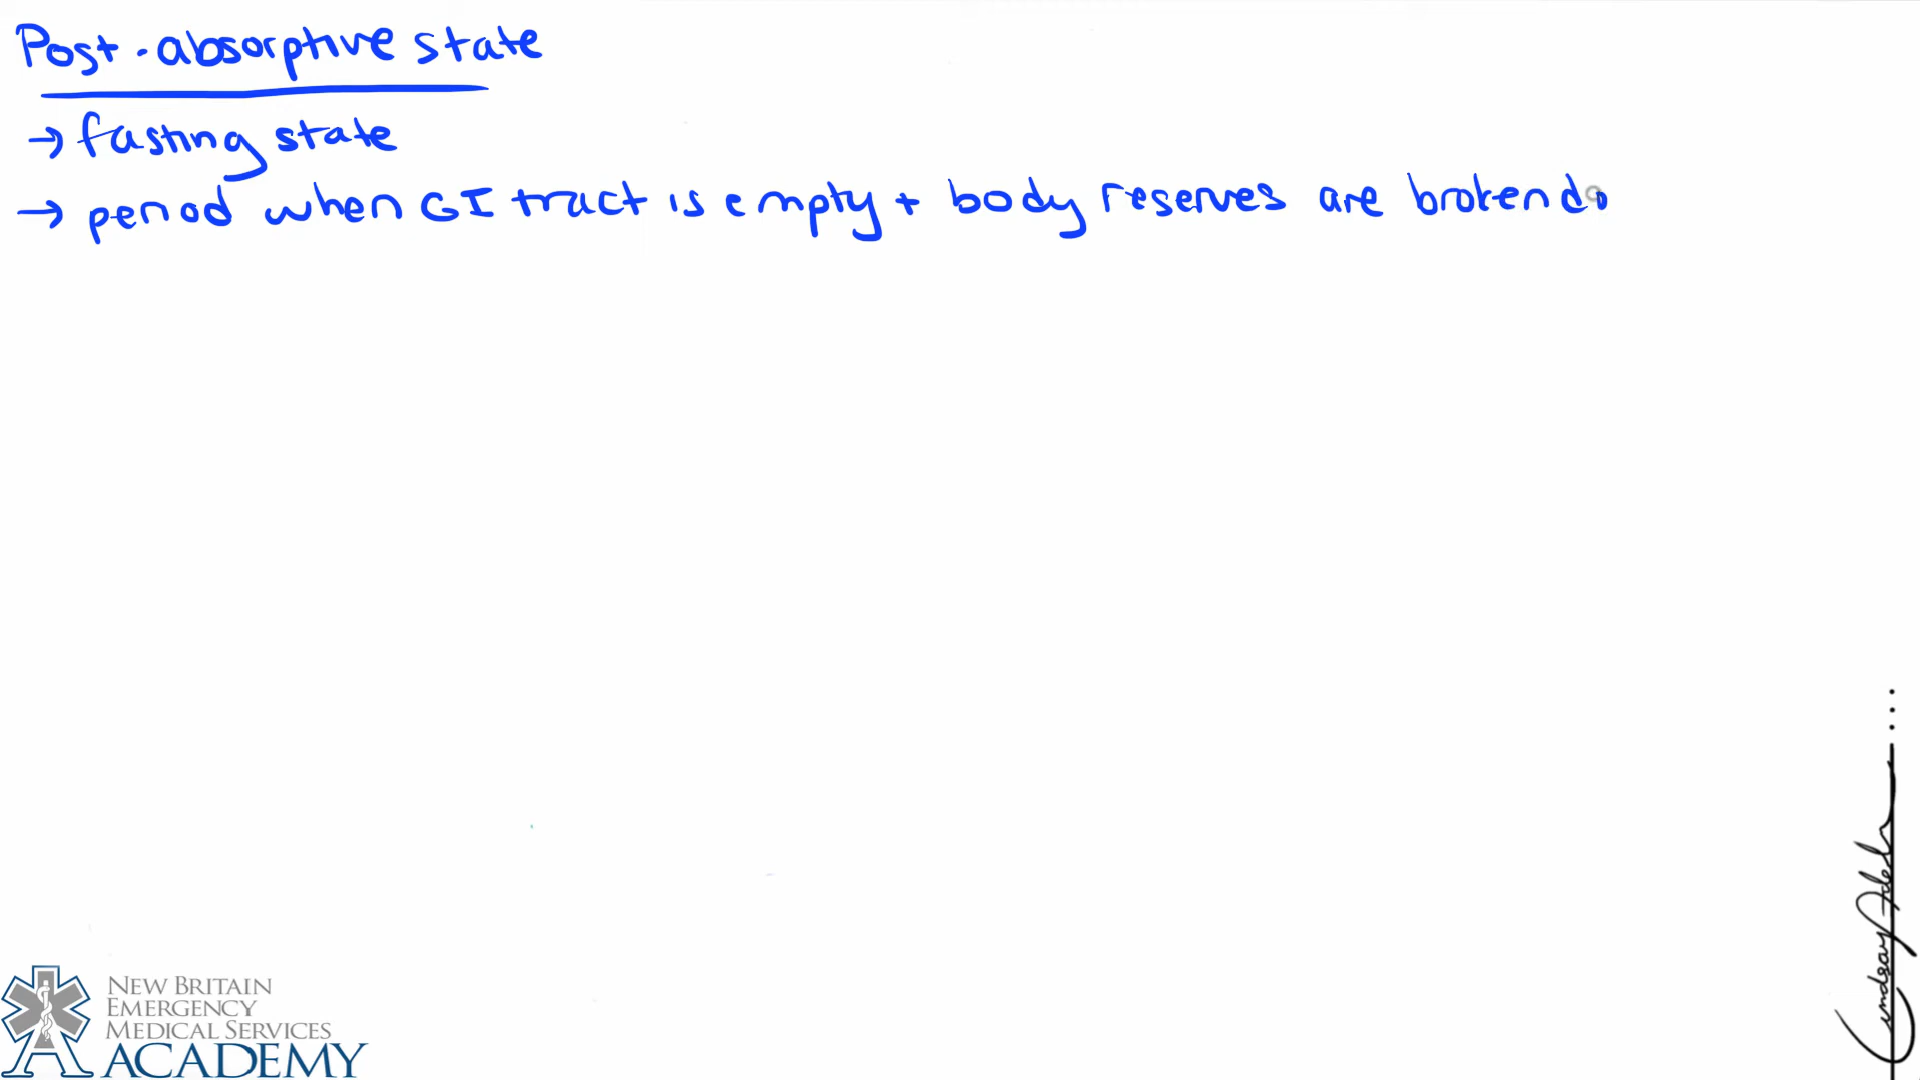 Post-absorptive state
→ fasting state
→ period when GI tract is empty + body reserves are broken do
NEW BRITAIN
EMERGENCY
MEDICAL SERVICES
ACADEMY